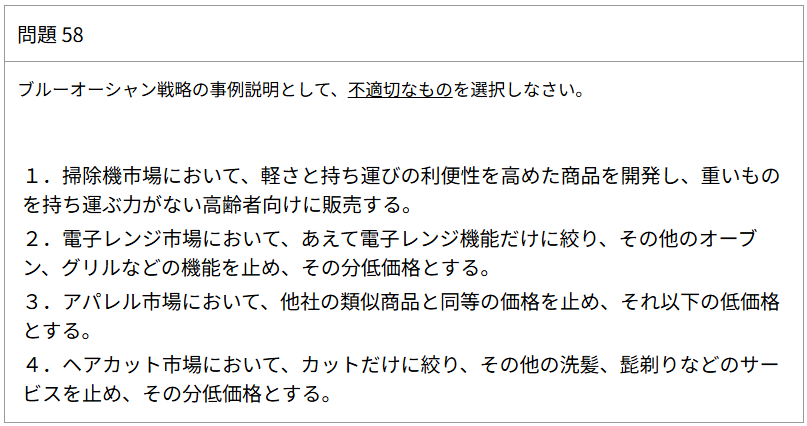 問題 58
ブルーオーシャン戦略の事例説明として、不適切なものを選択しなさい。
１．掃除機市場において、軽さと持ち運びの利便性を高めた商品を開発し、重いもの
を持ち運ぶ力がない高齢者向けに販売する。
２．電子レンジ市場において、あえて電子レンジ機能だけに絞り、その他のオーブ
ン、グリルなどの機能を止め、その分低価格とする。
３．アパレル市場において、他社の類似商品と同等の価格を止め、それ以下の低価格
とする。
４．ヘアカット市場において、カットだけに絞り、その他の洗髪、髭剃りなどのサー
ビスを止め、その分低価格とする。